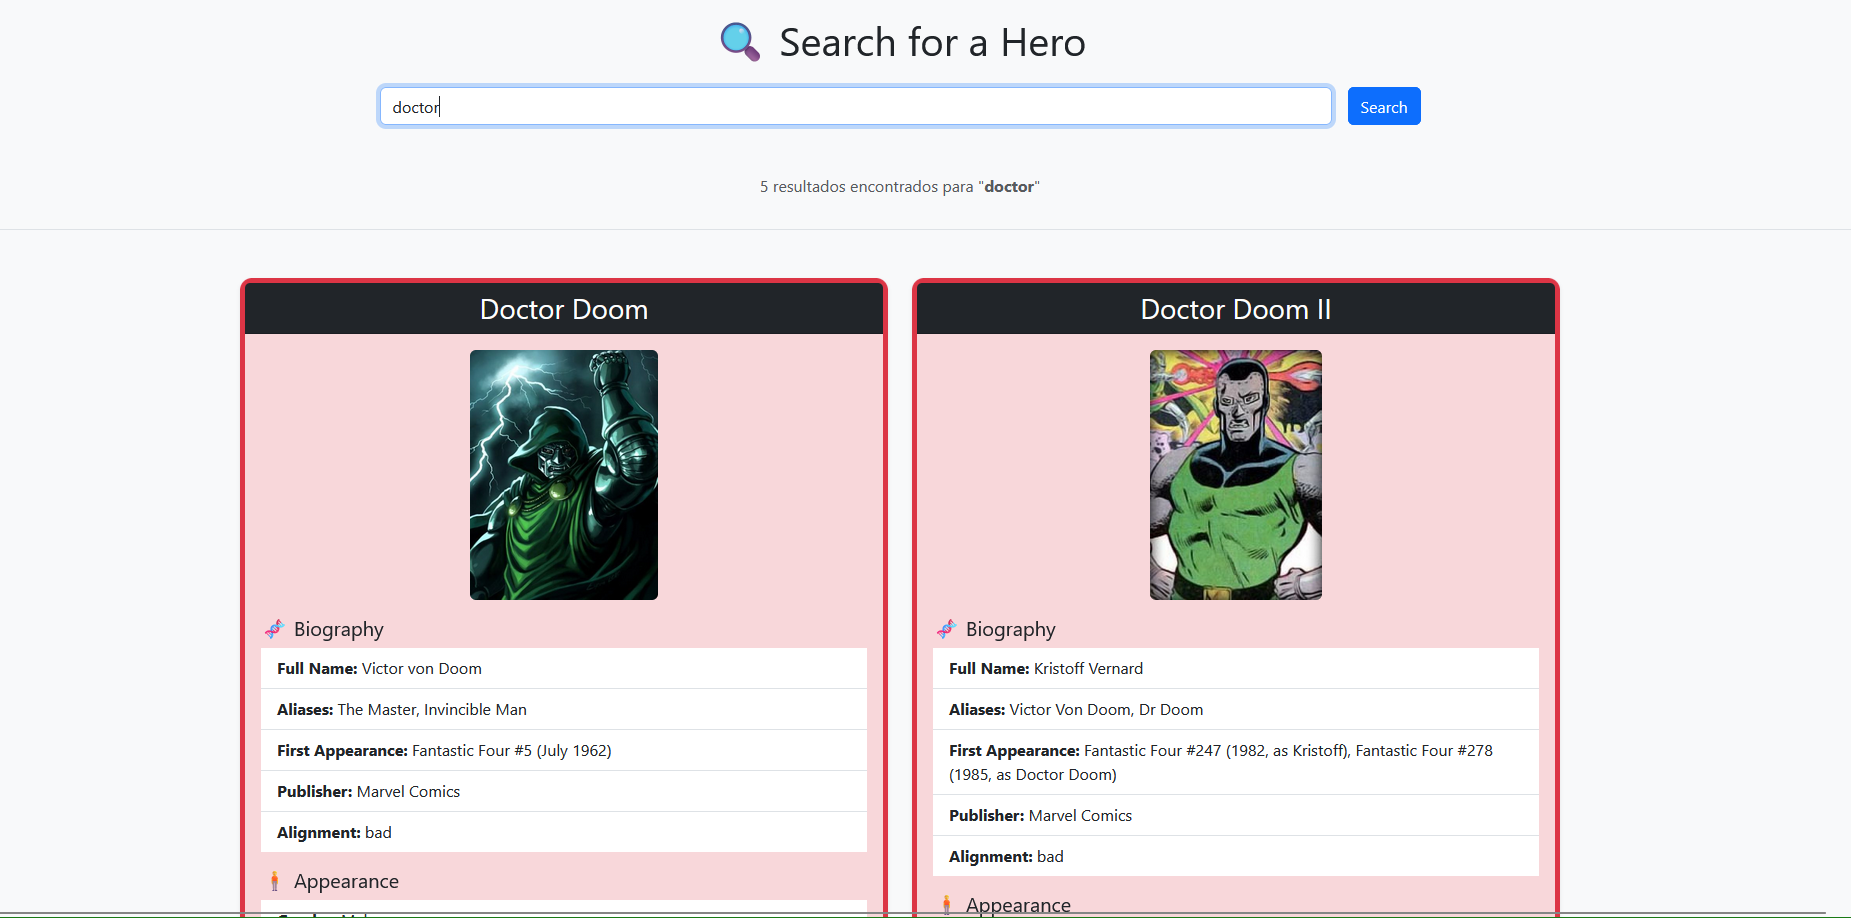 Search for a Hero
doctor
Search
5 resultados encontrados para "doctor"
Doctor Doom
Biography
Full Name: Victor von Doom
Aliases: The Master, Invincible Man
First Appearance: Fantastic Four #5 (July 1962)
Publisher: Marvel Comics
Alignment: bad
Appearance
Doctor Doom II
Biography
Full Name: Kristoff Vernard
Aliases: Victor Von Doom, Dr Doom
First Appearance: Fantastic Four #247 (1982, as Kristoff), Fantastic Four #278
(1985, as Doctor Doom)
Publisher: Marvel Comics
Alignment: bad
Appearance